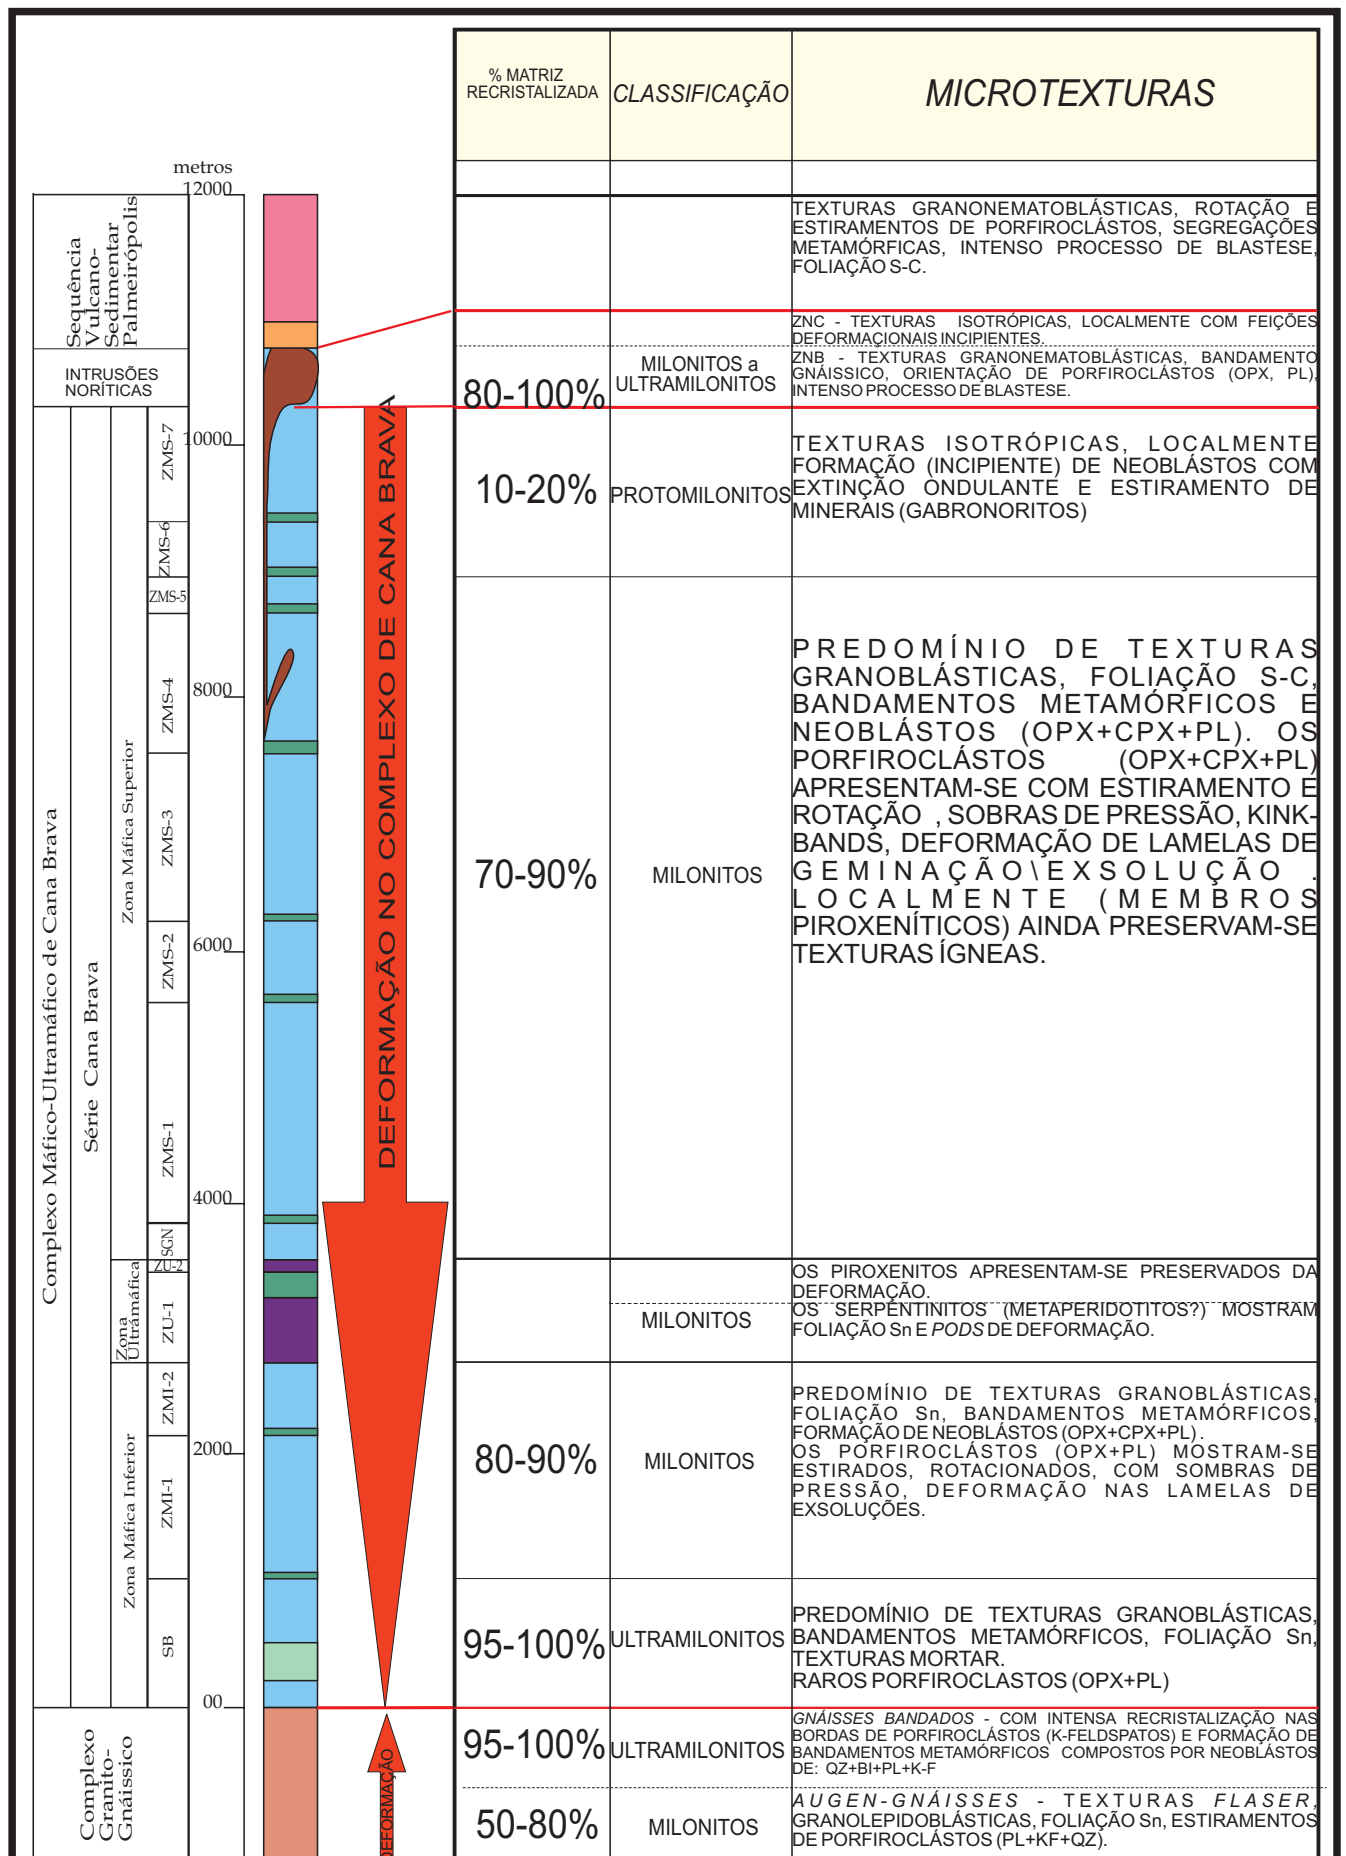 % MATRIZ
RECRISTALIZADA
CLASSIFICAÇÃO
MICROTEXTURAS
metros
12000
10000
8000
6000
4000
2000
00
Sequência
Vulcano-
Sedimentar
Palmeirópolis
INTRUSÕES
NORÍTICAS
Complexo Máfico-Ultramáfico de Cana Brava
Série Cana Brava
Zona Máfica Superior
Zona
Ultrámáfica
Zona Máfica Inferior
ZMS-7
ZMS-6
ZMS-5
ZMS-4
ZMS-3
ZMS-2
ZMS-1
SGN
ZU-2
ZU-1
ZMI-2
ZMI-1
SB
Complexo
Granito-
Gnáissico
DEFORMAÇÃO NO COMPLEXO DE CANA BRAVA
DEFORMAÇÃO
TEXTURAS GRANONEMATOBLÁSTICAS, ROTAÇÃO E
ESTIRAMENTOS DE PORFIROCLÁSTOS, SEGREGAÇÕES
METAMÓRFICAS, INTENSO PROCESSO DE BLASTESE,
FOLIAÇÃO S-C.
ZNC - TEXTURAS ISOTRÓPICAS, LOCALMENTE COM FEIÇÕES
DEFORMACIONAIS INCIPIENTES.
80-100%
MILONITOS a
ULTRAMILONITOS
ZNB - TEXTURAS GRANONEMATOBLÁSTICAS, BANDAMENTO
GNÁISSICO, ORIENTAÇÃO DE PORFIROCLÁSTOS (OPX, PL),
INTENSO PROCESSO DE BLASTESE.
10-20%
PROTOMILONITOS
TEXTURAS ISOTRÓPICAS, LOCALMENTE
FORMAÇÃO (INCIPIENTE) DE NEOBLÁSTOS COM
EXTINÇÃO ONDULANTE E ESTIRAMENTO DE
MINERAIS (GABRONORITOS)
70-90%
MILONITOS
PREDOMÍNIO DE TEXTURAS
GRANOBLÁSTICAS, FOLIAÇÃO S-C,
BANDAMENTOS METAMÓRFICOS E
NEOBLÁSTOS (OPX+CPX+PL). OS
PORFIROCLÁSTOS (OPX+CPX+PL)
APRESENTAM-SE COM ESTIRAMENTO E
ROTAÇÃO , SOBRAS DE PRESSÃO, KINK-
BANDS, DEFORMAÇÃO DE LAMELAS DE
GEMINAÇÃO\EXSOLUÇÃO .
LOCALMENTE (MEMBROS
PIROXENÍTICOS) AINDA PRESERVAM-SE
TEXTURAS ÍGNEAS.
OS PIROXENITOS APRESENTAM-SE PRESERVADOS DA
DEFORMAÇÃO.
MILONITOS
OS SERPENTINITOS (METAPERIDOTITOS?) MOSTRAM
FOLIAÇÃO Sn E PODS DE DEFORMAÇÃO.
80-90%
MILONITOS
PREDOMÍNIO DE TEXTURAS GRANOBLÁSTICAS,
FOLIAÇÃO Sn, BANDAMENTOS METAMÓRFICOS,
FORMAÇÃO DE NEOBLÁSTOS (OPX+CPX+PL) .
OS PORFIROCLÁSTOS (OPX+PL) MOSTRAM-SE
ESTIRADOS, ROTACIONADOS, COM SOMBRAS DE
PRESSÃO, DEFORMAÇÃO NAS LAMELAS DE
EXSOLUÇÕES.
95-100%
ULTRAMILONITOS
PREDOMÍNIO DE TEXTURAS GRANOBLÁSTICAS,
BANDAMENTOS METAMÓRFICOS, FOLIAÇÃO Sn,
TEXTURAS MORTAR.
RAROS PORFIROCLASTOS (OPX+PL)
95-100%
ULTRAMILONITOS
GNÁISSES BANDADOS - COM INTENSA RECRISTALIZAÇÃO NAS
BORDAS DE PORFIROCLÁSTOS (K-FELDSPATOS) E FORMAÇÃO DE
BANDAMENTOS METAMÓRFICOS COMPOSTOS POR NEOBLÁSTOS
DE: QZ+BI+PL+K-F
50-80%
MILONITOS
AUGEN-GNÁISSES - TEXTURAS FLASER,
GRANOLEPIDOBLÁSTICAS, FOLIAÇÃO Sn, ESTIRAMENTOS
DE PORFIROCLÁSTOS (PL+KF+QZ).